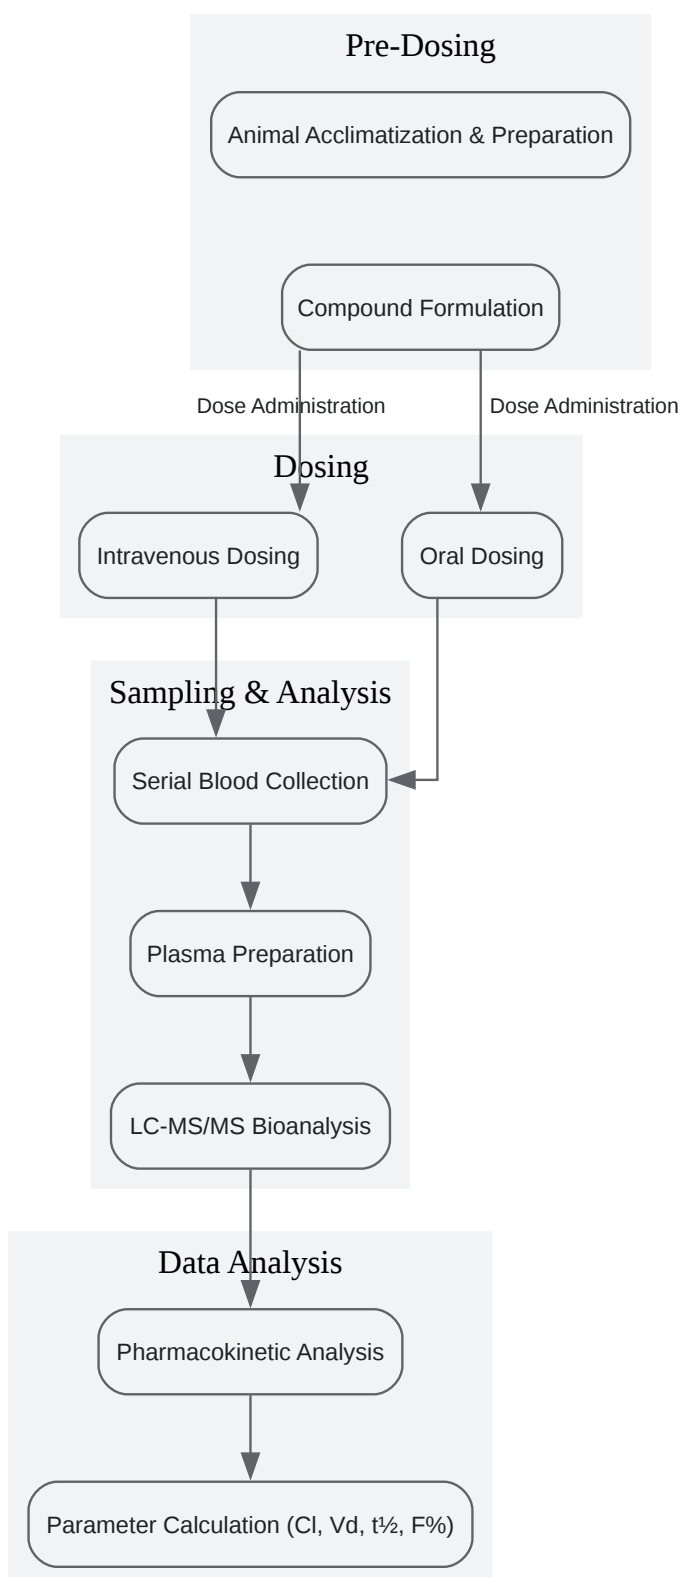 Pre-Dosing
Animal Acclimatization & Preparation
Compound Formulation
Dose Administration
Dose Administration
Dosing
Intravenous Dosing
Oral Dosing
Sampling & Analysis
Serial Blood Collection
Plasma Preparation
LC-MS/MS Bioanalysis
Data Analysis
Pharmacokinetic Analysis
Parameter Calculation (Cl, Vd, t½, F%)